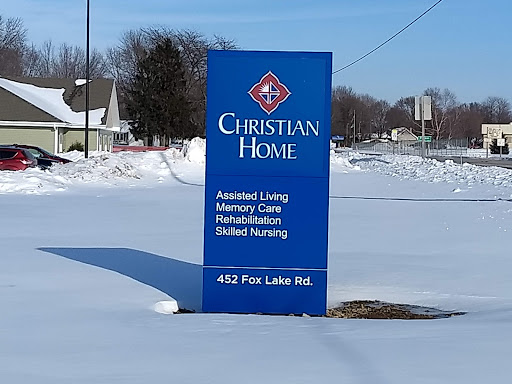 CHRISTIAN
HOME
Assisted Living
Memory Care
Rehabilitation
Skilled Nursing
452 Fox Lake Rd.